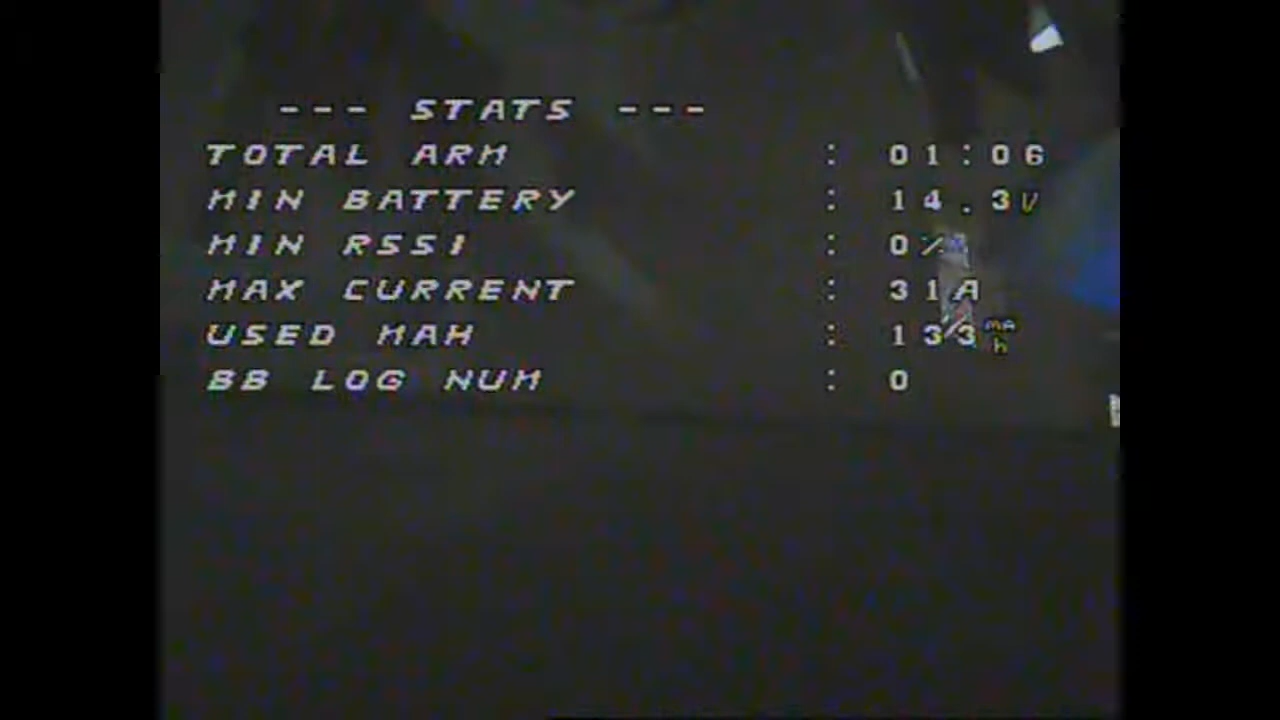 --- STATS ---
TOTAL ARM : 01:06
MIN BATTERY : 14.3V
MIN RSSI : 0%
MAX CURRENT : 31A
USED MAH : 133mAh
BB LOG NUM : 0